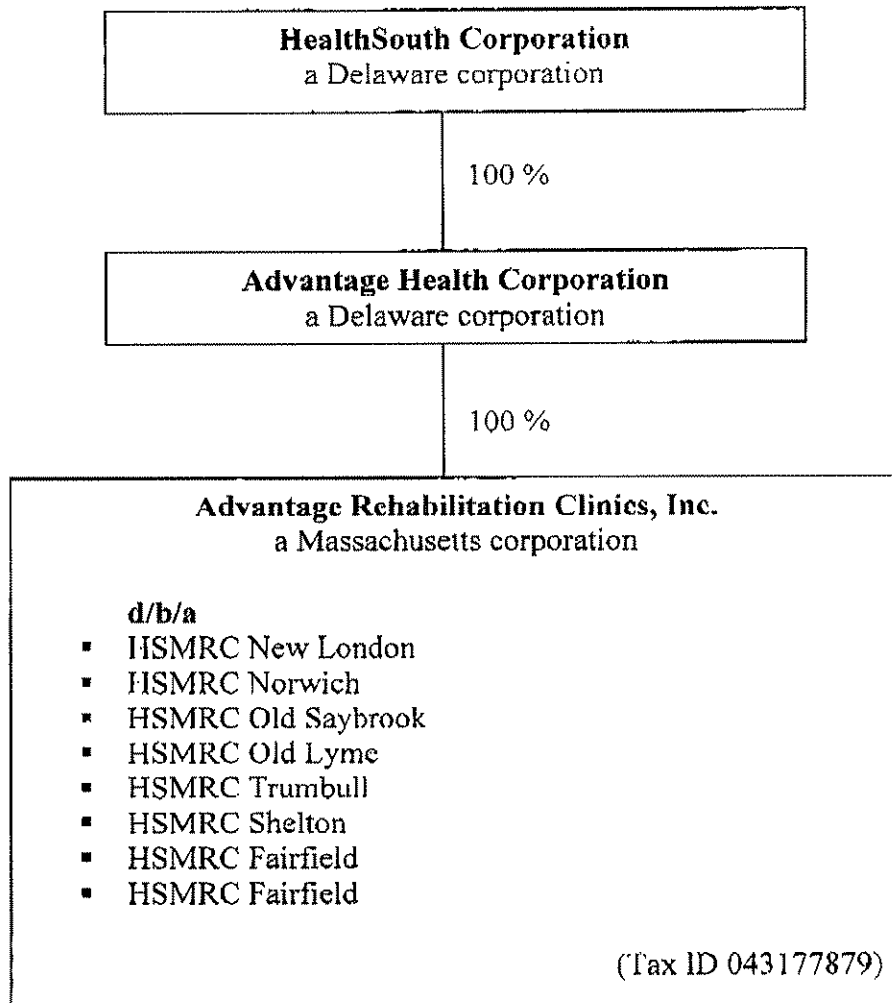 HealthSouth Corporation
a Delaware corporation
100 %
Advantage Health Corporation
a Delaware corporation
100 %
Advantage Rehabilitation Clinics, Inc.
a Massachusetts corporation
d/b/a
▪ HSMRC New London
▪ HSMRC Norwich
▪ HSMRC Old Saybrook
▪ HSMRC Old Lyme
▪ HSMRC Trumbull
▪ HSMRC Shelton
▪ HSMRC Fairfield
▪ HSMRC Fairfield
(Tax ID 043177879)